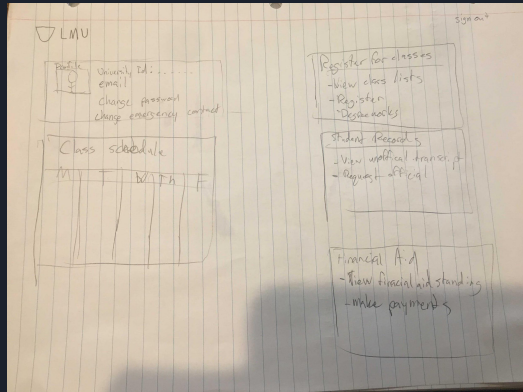 LMU
Sign out
Profile
University Id: ......
email
Change password
change emergency contact
Class schedule
M T W Th F
Register for classes
- View class lists
- Register
- Degree works
Student Records
- View unofficial transcript
- Request official
Financial Aid
- View finacial aid standing
- make payments